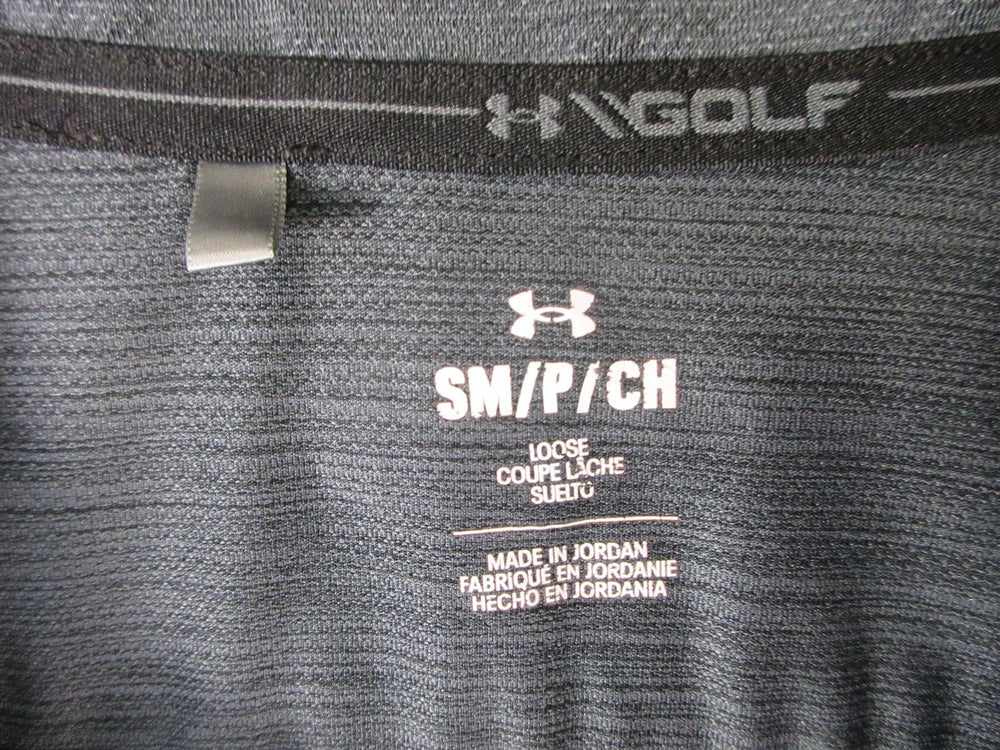 \\GOLF
SM/P/CH
LOOSE
COUPE LÂCHE
SUELTO
MADE IN JORDAN
FABRIQUÉ EN JORDANIE
HECHO EN JORDANIA